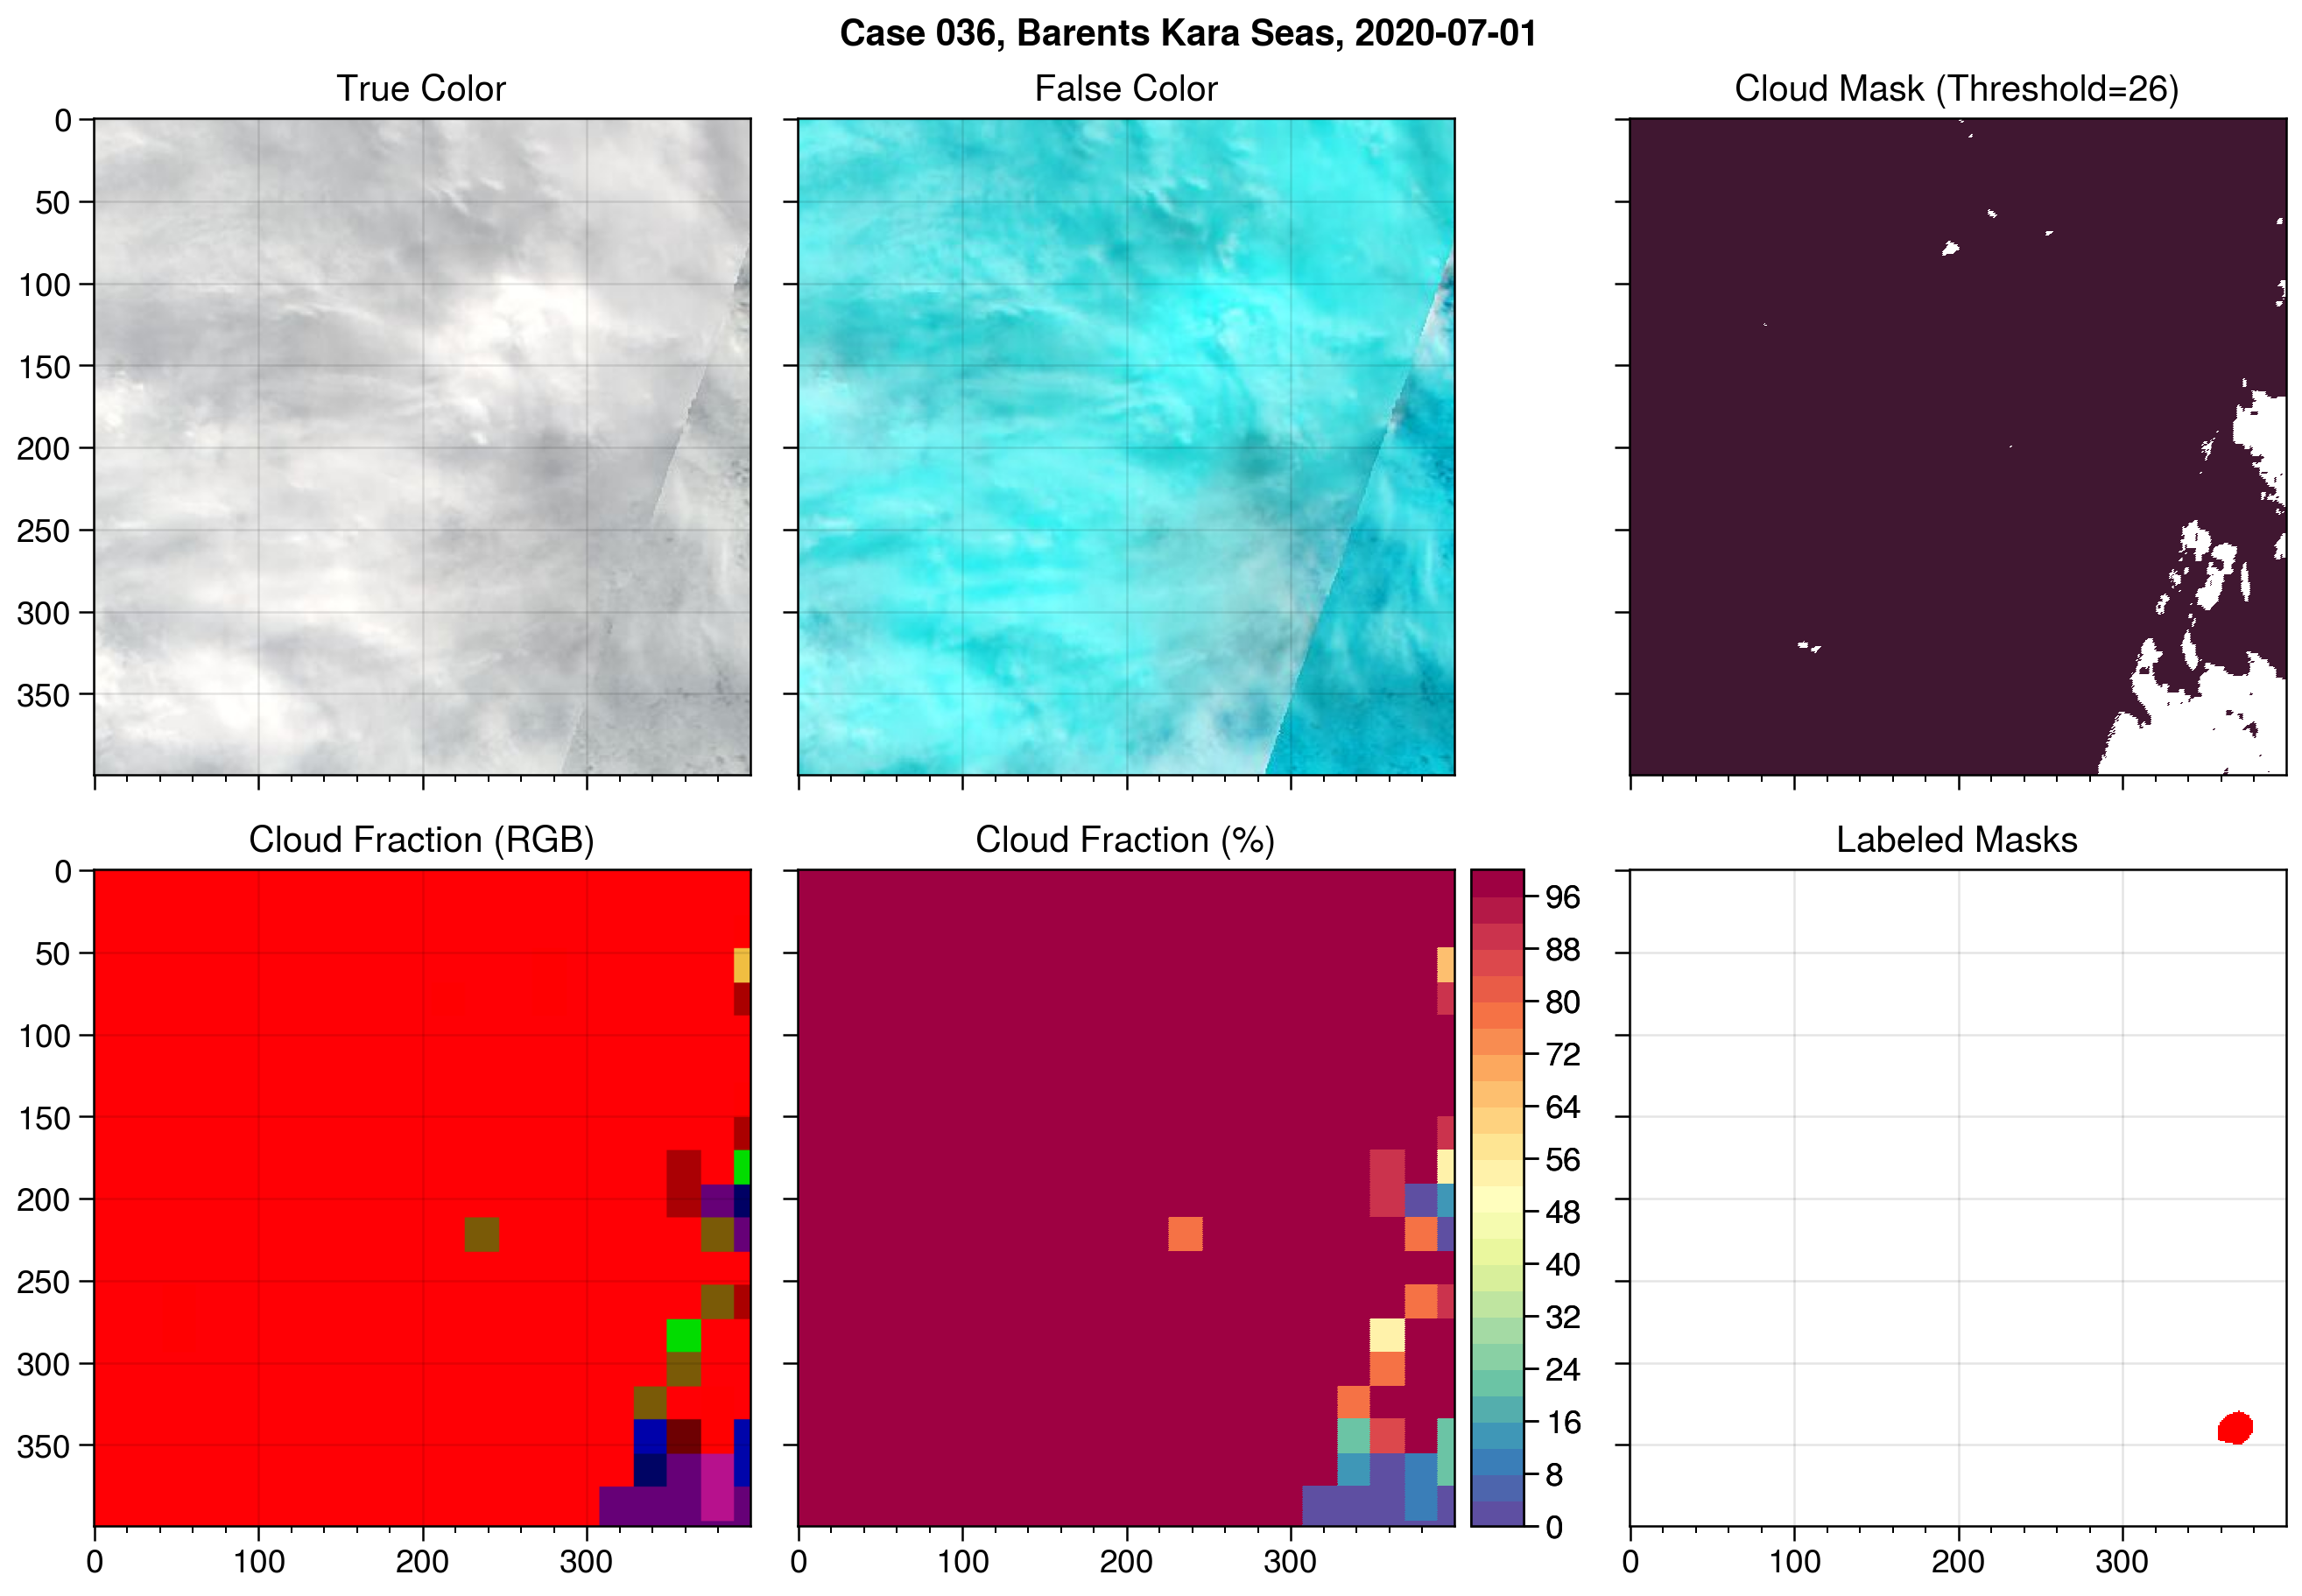 Case 036, Barents Kara Seas, 2020-07-01
True Color
False Color
Cloud Mask (Threshold=26)
0
50
100
150
200
250
300
350
Cloud Fraction (RGB)
Cloud Fraction (%)
Labeled Masks
0
50
100
150
200
250
300
350
96
88
80
72
64
56
48
40
32
24
16
8
0
0 100 200 300
0 100 200 300
0 100 200 300